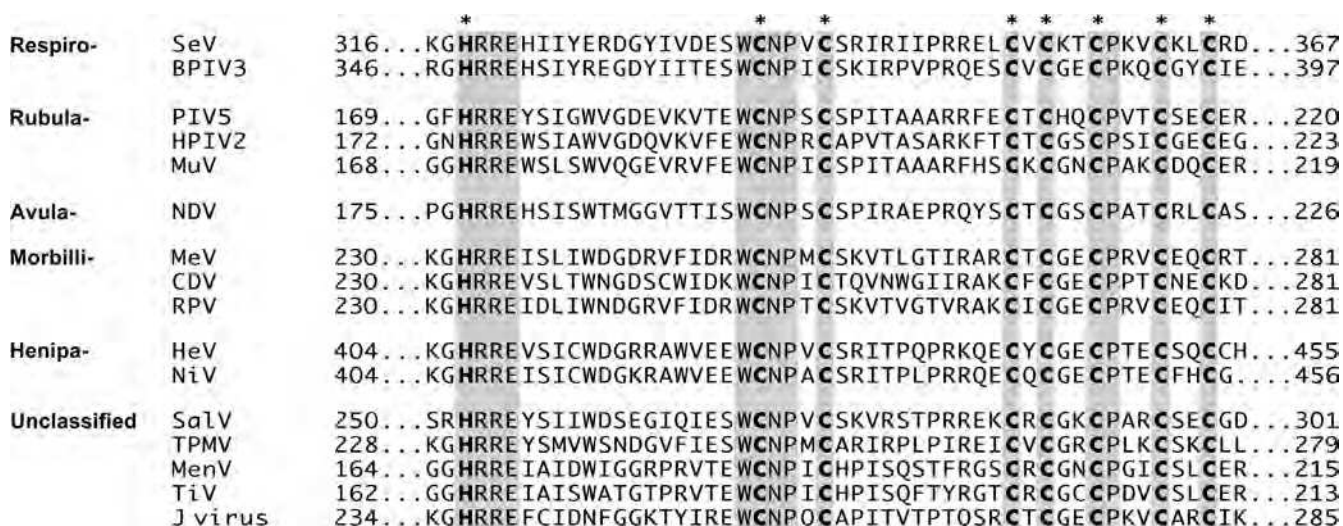 * * * * * * * *
Respiro- SeV 316...KGHRREHIIYERDGYIVDESWCNPVCSRIRIIPRRELCVCKTCPKVCKLCRD...367
BPIV3 346...RGHRREHSIYREGDYIITESWCNPICSKIRPVPRQESCVCGECPKQCGYCIE...397
Rubula- PIV5 169...GFHRREYSIGWVGDEVKVTEWCNPSCSPITAAARRFECTCHQCPVTCSECER...220
HPIV2 172...GNHRREWSIAWVGDQVKVFEWCNPRCAPVTASARKFTCTCGSCPSICGECEG...223
MuV 168...GGHRREWSLSWVQGEVRVFEWCNPICSPITAAARFHSCKCGNCPAKCDQCER...219
Avula- NDV 175...PGHRREHSISWTMGGVTTISWCNPSCSPIRAEPRQYSCTCGSCPATCRLCAS...226
Morbilli- MeV 230...KGHRREISLIWDGDRVFIDRWCNPMCSKVTLGTIRARCTCGECPRVCEQCRT...281
CDV 230...KGHRREVSLTWNGDSCWIDKWCNPICTQVNWGIIRAKCFCGECPPTCNECKD...281
RPV 230...KGHRREIDLIWNDGRVFIDRWCNPTCSKVTVGTVRAKCICGECPRVCEQCIT...281
Henipa- HeV 404...KGHRREVSICWDGRRAWVEEWCNPVCSRITPQPRKQECYCGECPTECSQCCH...455
NiV 404...KGHRREISICWDGKRAWVEEWCNPACSRITPLPRRQECQCGECPTECFHCG...456
Unclassified SalV 250...SRHRREYSIIWDSEGIQIESWCNPVCSKVRSTPRREKCRCGKCPARCSECGD...301
TPMV 228...KGHRREYSMVWSNDGVFIESWCNPMCARIRPLPIREICVCGRCPLKCSKCLL...279
MenV 164...GGHRREIAIDWIGGRPRVTEWCNPICHPISQSTFRGSCRCGNCPGICSLCER...215
TiV 162...GGHRREIAISWATGTPRVTEWCNPICHPISQFTYRGTCRCGCCPDVCSLCER...213
J virus 234...KGHRREFCIDNFGGKTYIREWCNPQCAPITVTPTQSRCTCGECPKVCARCIK...285